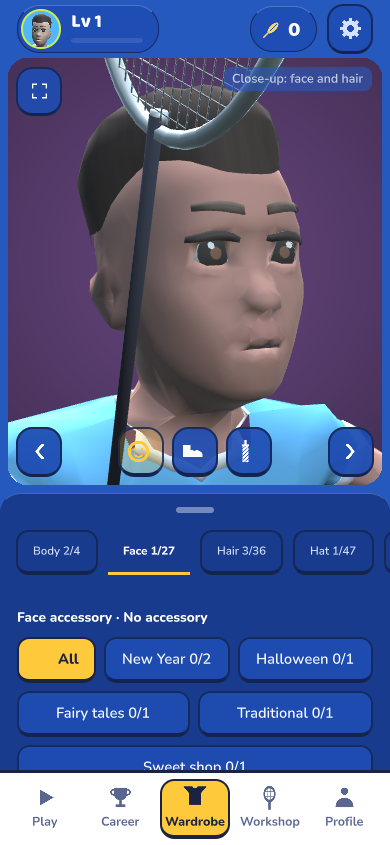 Lv 1
0
Close-up: face and hair
Body 2/4
Face 1/27
Hair 3/36
Hat 1/47
Face accessory · No accessory
All
New Year 0/2
Halloween 0/1
Fairy tales 0/1
Traditional 0/1
Sweet shop 0/1
Play
Career
Wardrobe
Workshop
Profile